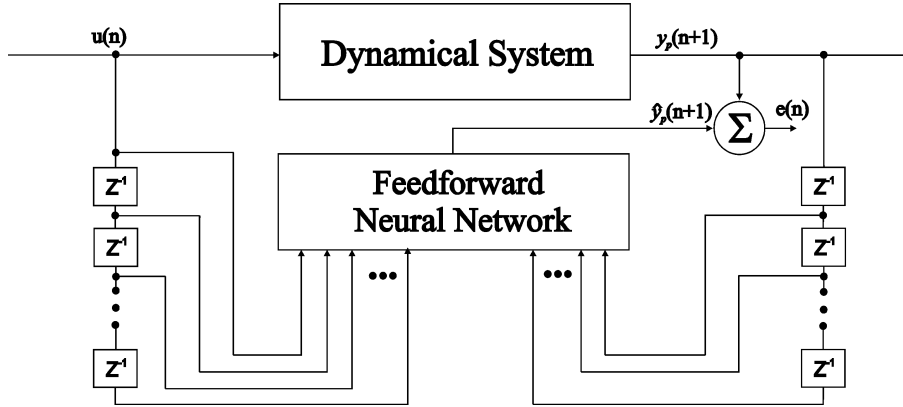 u(n)
Dynamical System
yₚ(n+1)
ŷₚ(n+1)
e(n)
Σ
Feedforward
Neural Network
Z⁻¹
Z⁻¹
Z⁻¹
Z⁻¹
Z⁻¹
Z⁻¹